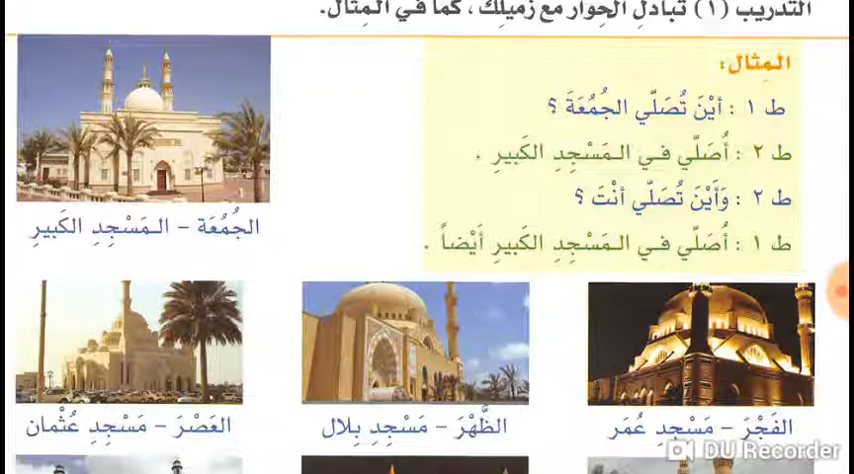 التدريب (١) تبادلِ الحِوار مع زميلِك، كما في المِثال.
المِثال:
ط ١ : أيْنَ تُصَلّي الجُمُعَةَ ؟
ط ٢ : أُصَلّي في المَسْجِدِ الكَبيرِ .
ط ٢ : وَأَيْنَ تُصَلّي أنْتَ ؟
ط ١ : أُصَلّي في المَسْجِدِ الكَبيرِ أَيْضاً .
الجُمُعَة - المَسْجِدِ الكَبيرِ
الفَجْرَ - مَسْجِدِ عُمَر
الظُّهْرَ - مَسْجِدِ بِلال
العَصْرَ - مَسْجِدِ عُثْمان
DU Recorder